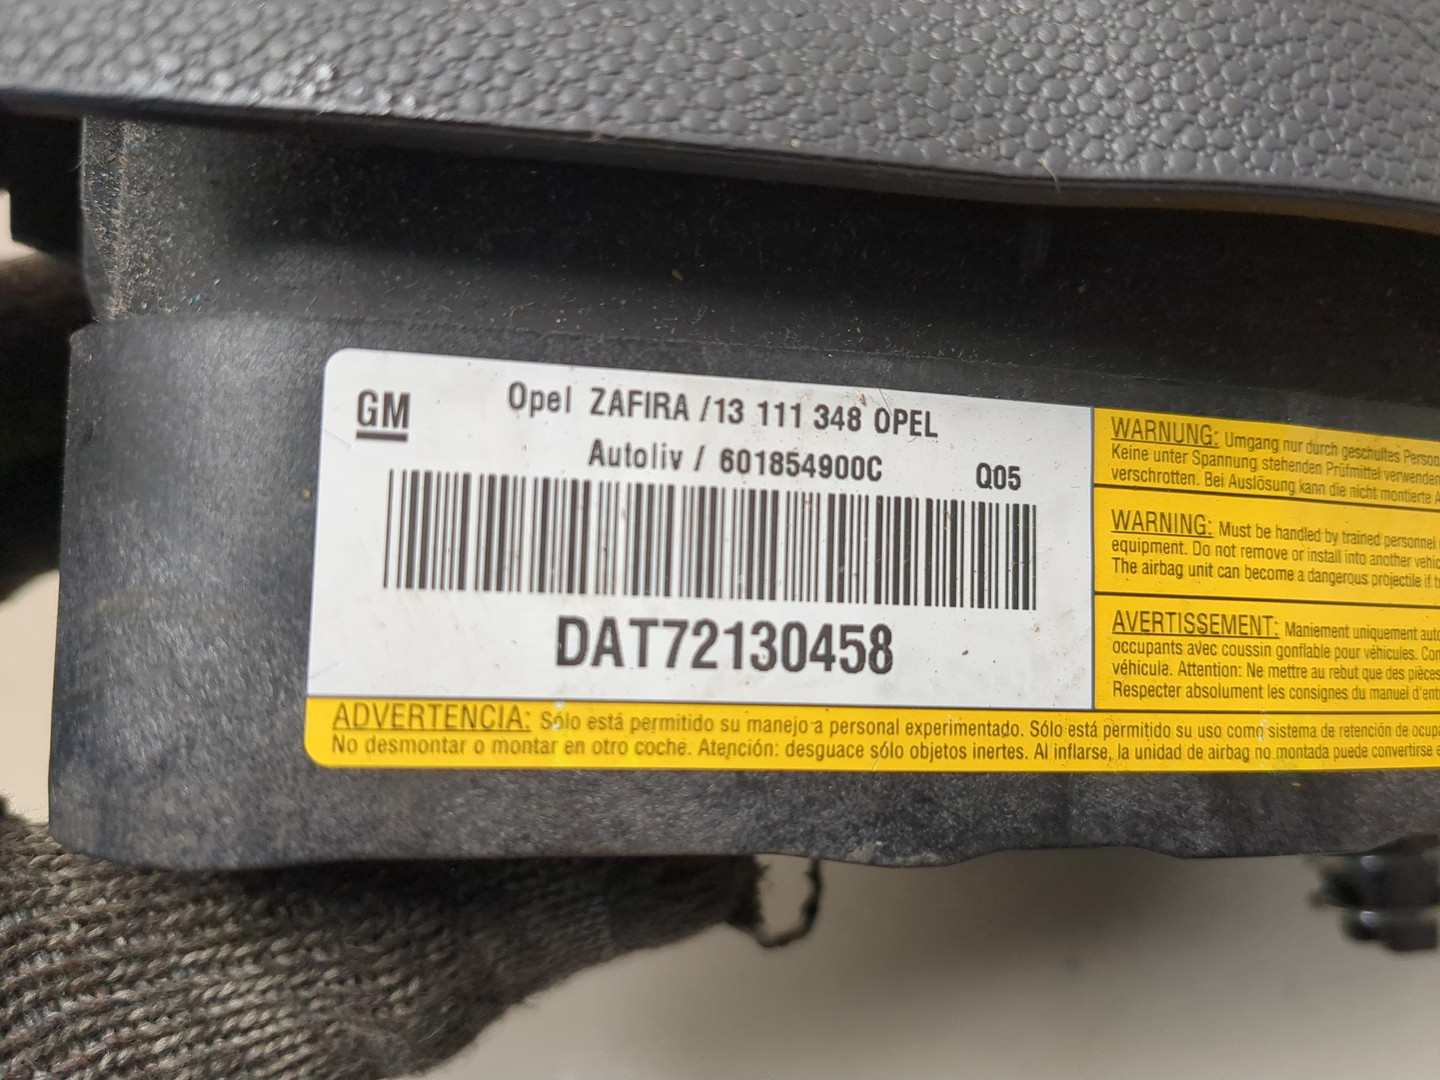 GM
Opel ZAFIRA /13 111 348 OPEL
Autoliv / 601854900C Q05
DAT72130458
WARNUNG: Umgang nur durch geschultes
Keine unter Spannung stehenden Prüfmittel verwenden
verschrotten. Bei Auslösung kann die nicht montierte
WARNING: Must be handled by trained personnel
equipment. Do not remove or install into another
The airbag unit can become a dangerous projectile if
AVERTISSEMENT: Maniement uniquement
occupants avec coussin gonflable pour véhicules.
véhicule. Attention: Ne mettre au rebut que des pièces
Respecter absolument les consignes du manuel
ADVERTENCIA: Sólo está permitido su manejo a personal experimentado. Sólo está permitido su uso como sistema de retención de
No desmontar o montar en otro coche. Atención: desguace sólo objetos inertes. Al inflarse, la unidad de airbag no montada puede convertirse